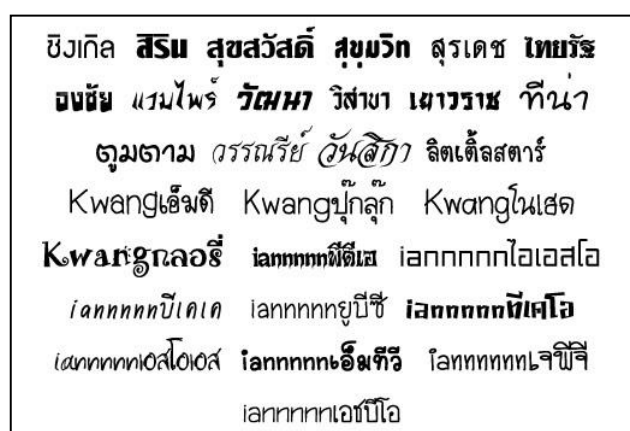 ชิงเกิล สิริน สุขสวัสดิ์ สุขุมวิท สุรเดช ไทยรัฐ
ธงชัย แรมไพร์ วัฒนา วิสาขา เยาวราช ทีน่า
ตูมตาม วรรณรีย์ วันสิกา ลิตเติ้ลสตาร์
Kwangเอ็มดี Kwangปุ๊กลุ๊ก Kwangโนเฮด
Kwangกลอรี่ iannnnnพีดีเอ iannnnnไอเอสโอ
iannnnnบีเคเค iannnnnยูบีซี iannnnnทีเคโอ
iannnnnเอสโอเอส iannnnnเอ็มทีวี iannnnnเจพีจี
iannnnnเอชบีโอ